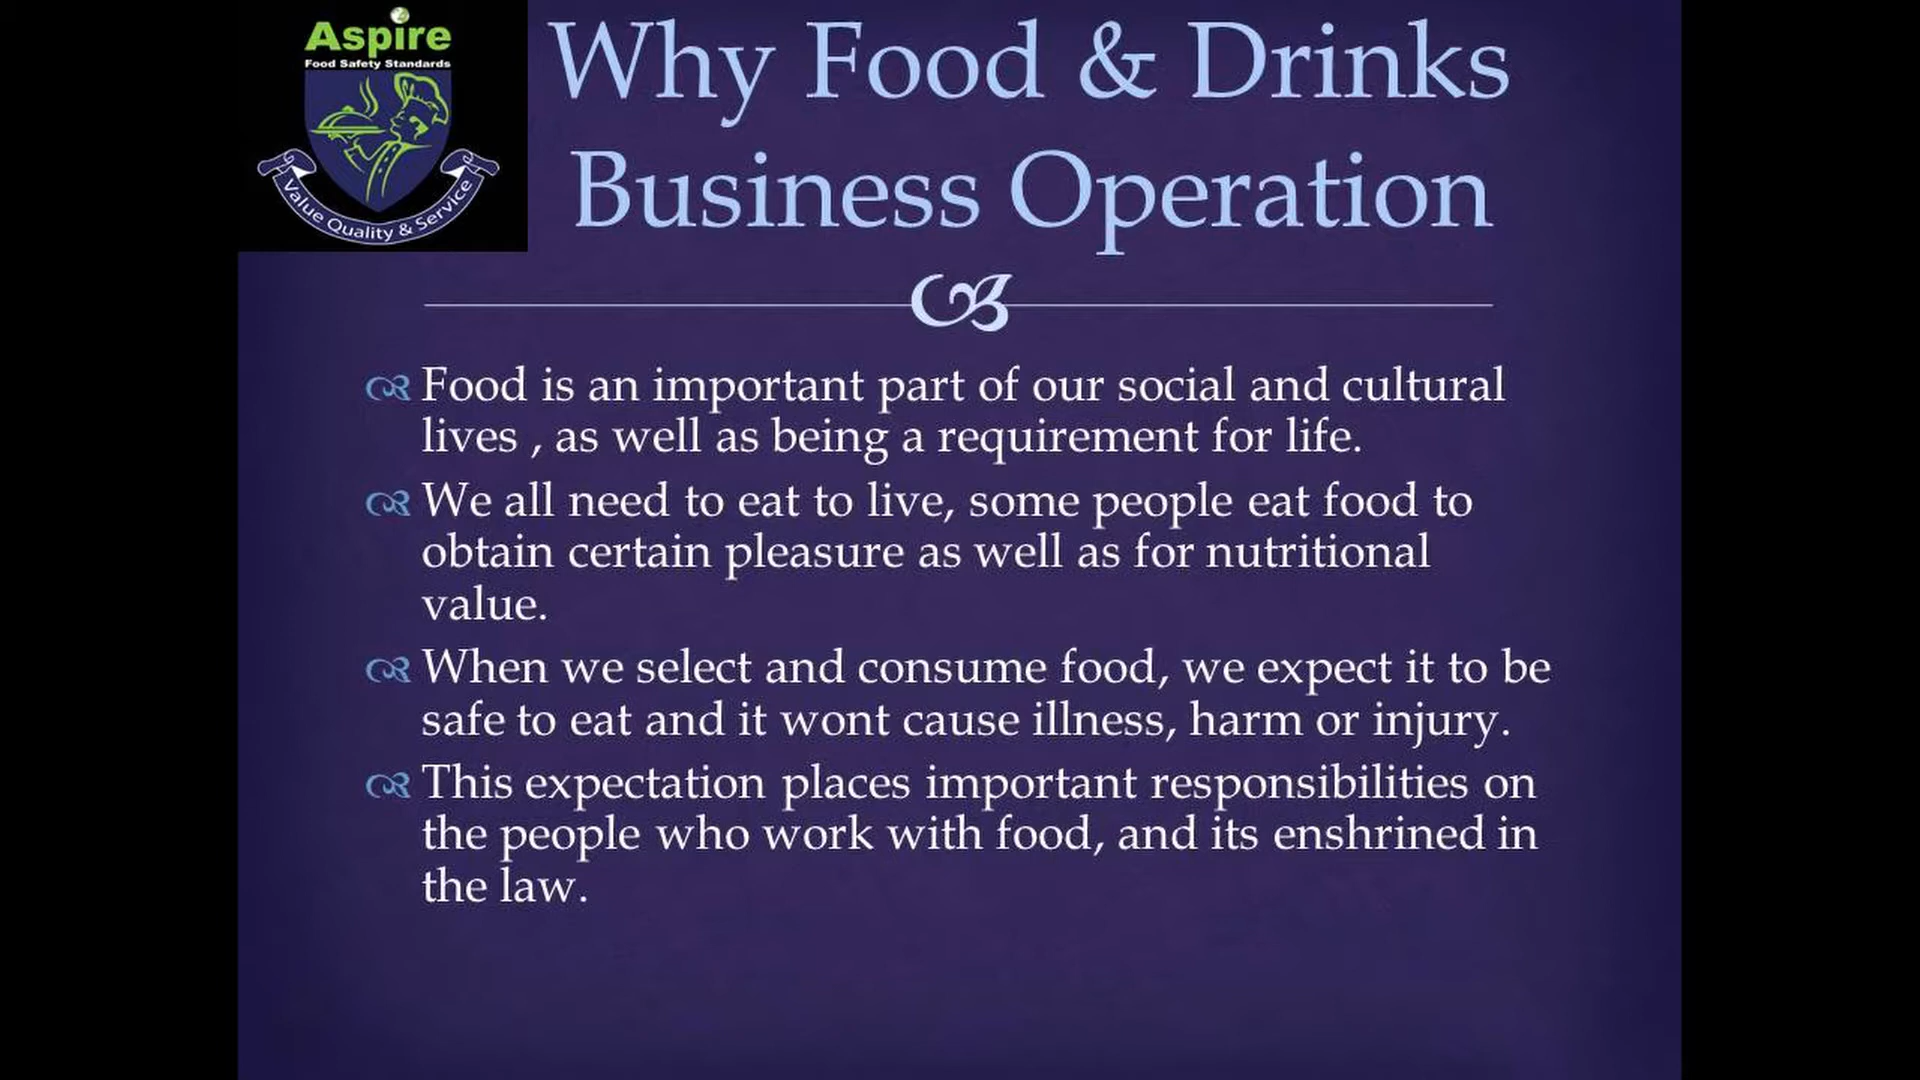 Aspire
Food Safety Standards
Value Quality & Service
Why Food & Drinks
Business Operation
Food is an important part of our social and cultural
lives , as well as being a requirement for life.
We all need to eat to live, some people eat food to
obtain certain pleasure as well as for nutritional
value.
When we select and consume food, we expect it to be
safe to eat and it wont cause illness, harm or injury.
This expectation places important responsibilities on
the people who work with food, and its enshrined in
the law.